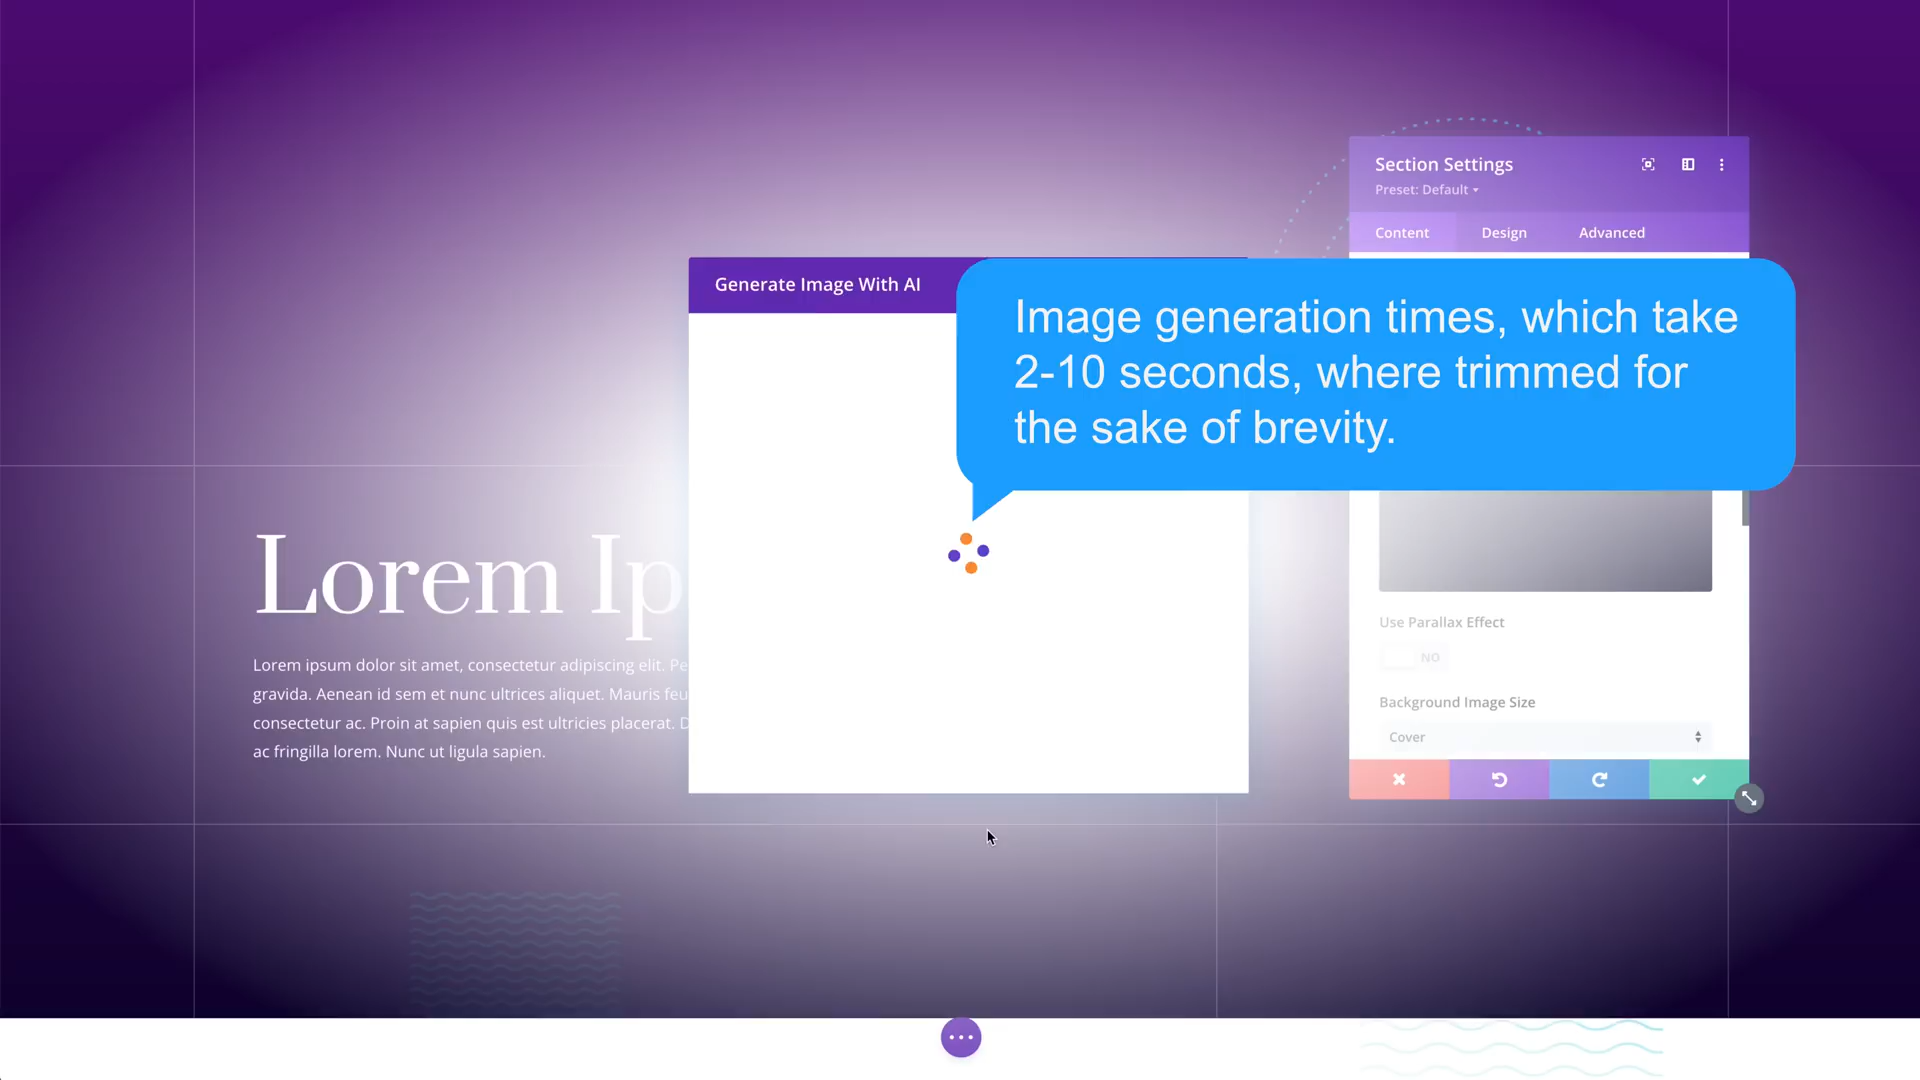 Section Settings
Preset: Default
Content Design Advanced
Generate Image With AI
Image generation times, which take
2-10 seconds, where trimmed for
the sake of brevity.
Lorem Ip
Lorem ipsum dolor sit amet, consectetur adipiscing elit. Pe
gravida. Aenean id sem et nunc ultrices aliquet. Mauris feu
consectetur ac. Proin at sapien quis est ultricies placerat. D
ac fringilla lorem. Nunc ut ligula sapien.
Use Parallax Effect
NO
Background Image Size
Cover